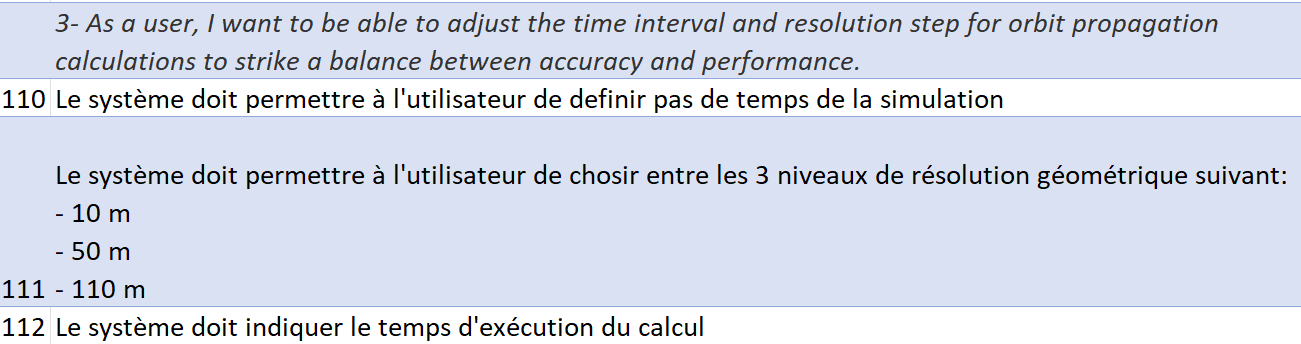 3- As a user, I want to be able to adjust the time interval and resolution step for orbit propagation
calculations to strike a balance between accuracy and performance.
110 Le système doit permettre à l'utilisateur de definir pas de temps de la simulation
Le système doit permettre à l'utilisateur de chosir entre les 3 niveaux de résolution géométrique suivant:
- 10 m
- 50 m
111 - 110 m
112 Le système doit indiquer le temps d'exécution du calcul